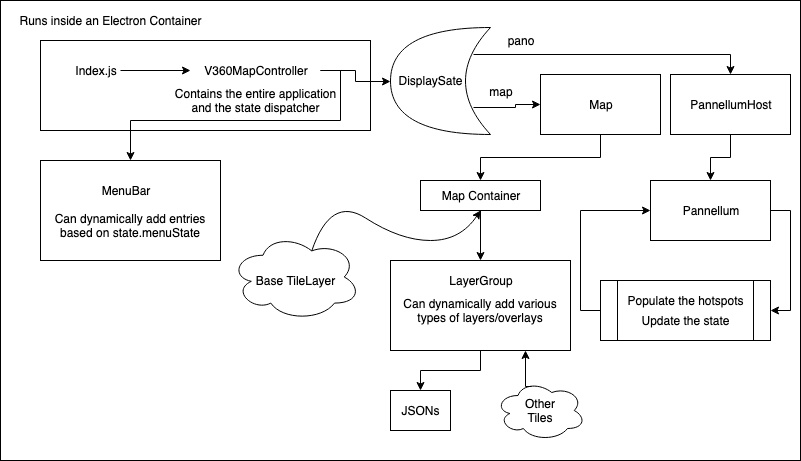 Runs inside an Electron Container
Index.js
V360MapController
Contains the entire application
and the state dispatcher
DisplaySate
pano
map
Map
PannellumHost
MenuBar
Can dynamically add entries
based on state.menuState
Map Container
Pannellum
Base TileLayer
LayerGroup
Can dynamically add various
types of layers/overlays
Populate the hotspots
Update the state
JSONs
Other
Tiles